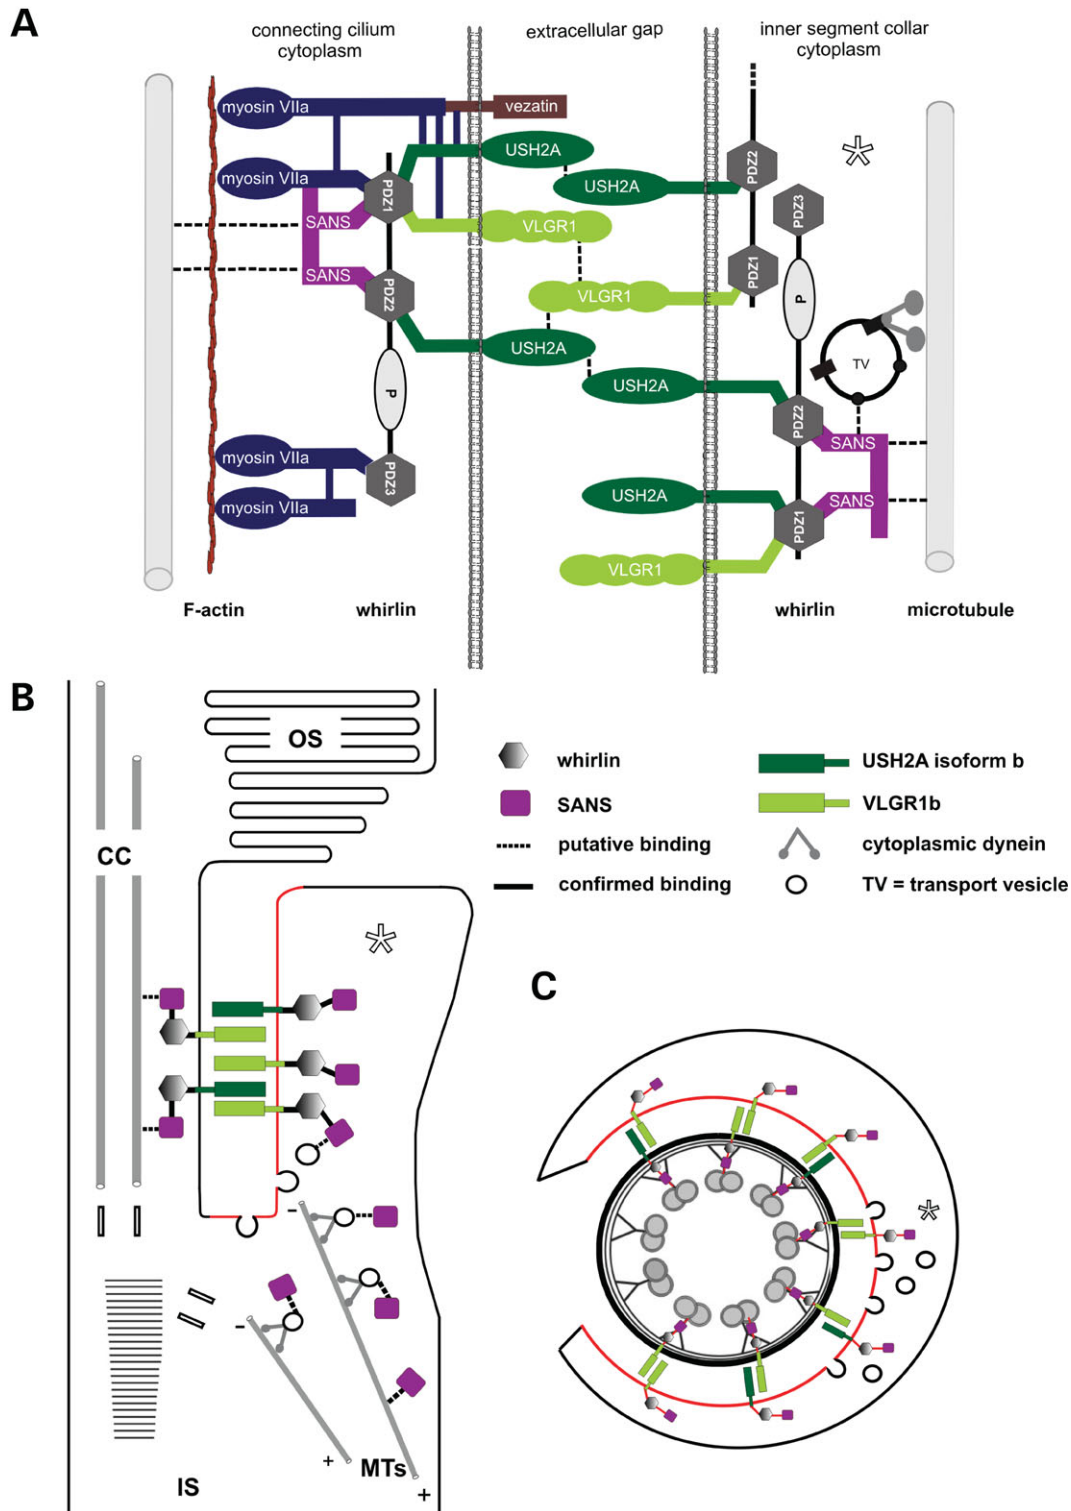 A
connecting cilium
cytoplasm
extracellular gap
inner segment collar
cytoplasm
myosin VIIa
vezatin
USH2A
PDZ2
myosin VIIa
PDZ1
USH2A
PDZ3
SANS
VLGR1
PDZ1
SANS
PDZ2
VLGR1
P
USH2A
TV
P
USH2A
PDZ2
SANS
myosin VIIa
PDZ3
myosin VIIa
USH2A
SANS
PDZ1
VLGR1
F-actin
whirlin
whirlin
microtubule
B
OS
CC
whirlin
USH2A isoform b
SANS
VLGR1b
putative binding
cytoplasmic dynein
confirmed binding
TV = transport vesicle
C
-
-
+
MTs
+
IS